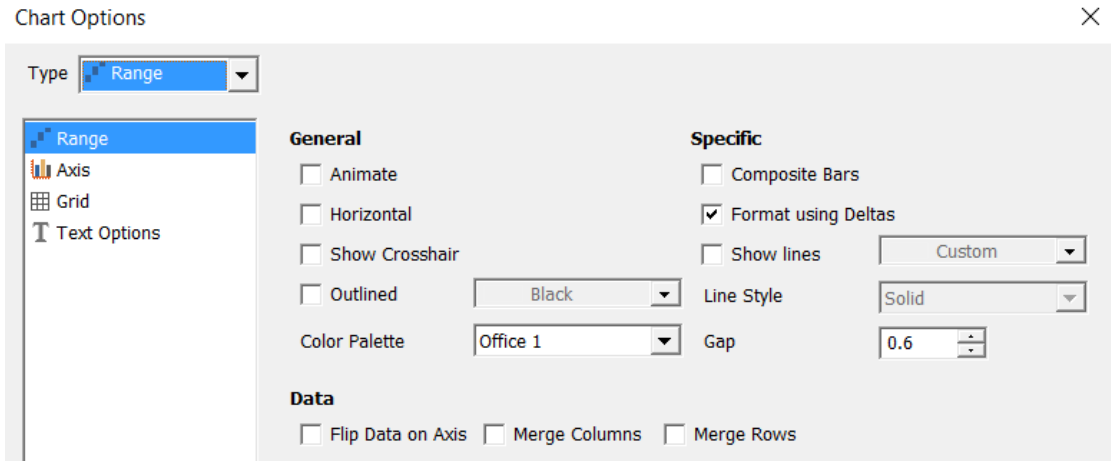 Chart Options
Type Range
Range
Axis
Grid
Text Options
General
Animate
Horizontal
Show Crosshair
Outlined Black
Color Palette Office 1
Specific
Composite Bars
Format using Deltas
Show lines Custom
Line Style Solid
Gap 0.6
Data
Flip Data on Axis Merge Columns Merge Rows